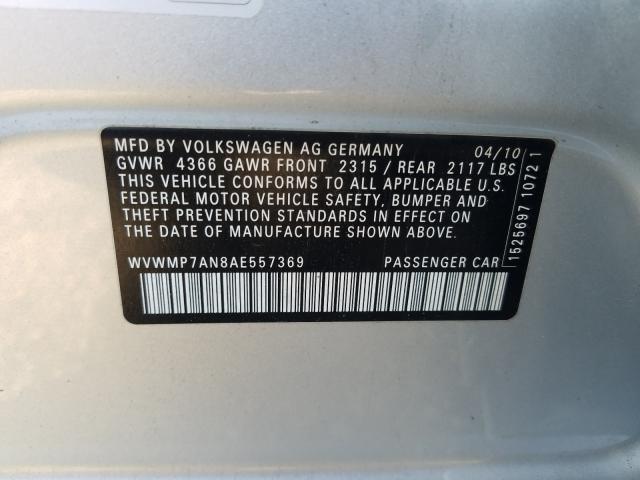 MFD BY VOLKSWAGEN AG GERMANY 04/10
GVWR 4366 GAWR FRONT 2315 / REAR 2117 LBS
THIS VEHICLE CONFORMS TO ALL APPLICABLE U.S.
FEDERAL MOTOR VEHICLE SAFETY, BUMPER AND
THEFT PREVENTION STANDARDS IN EFFECT ON
THE DATE OF MANUFACTURE SHOWN ABOVE.
WVWMP7AN8AE557369 PASSENGER CAR
1525697 10721